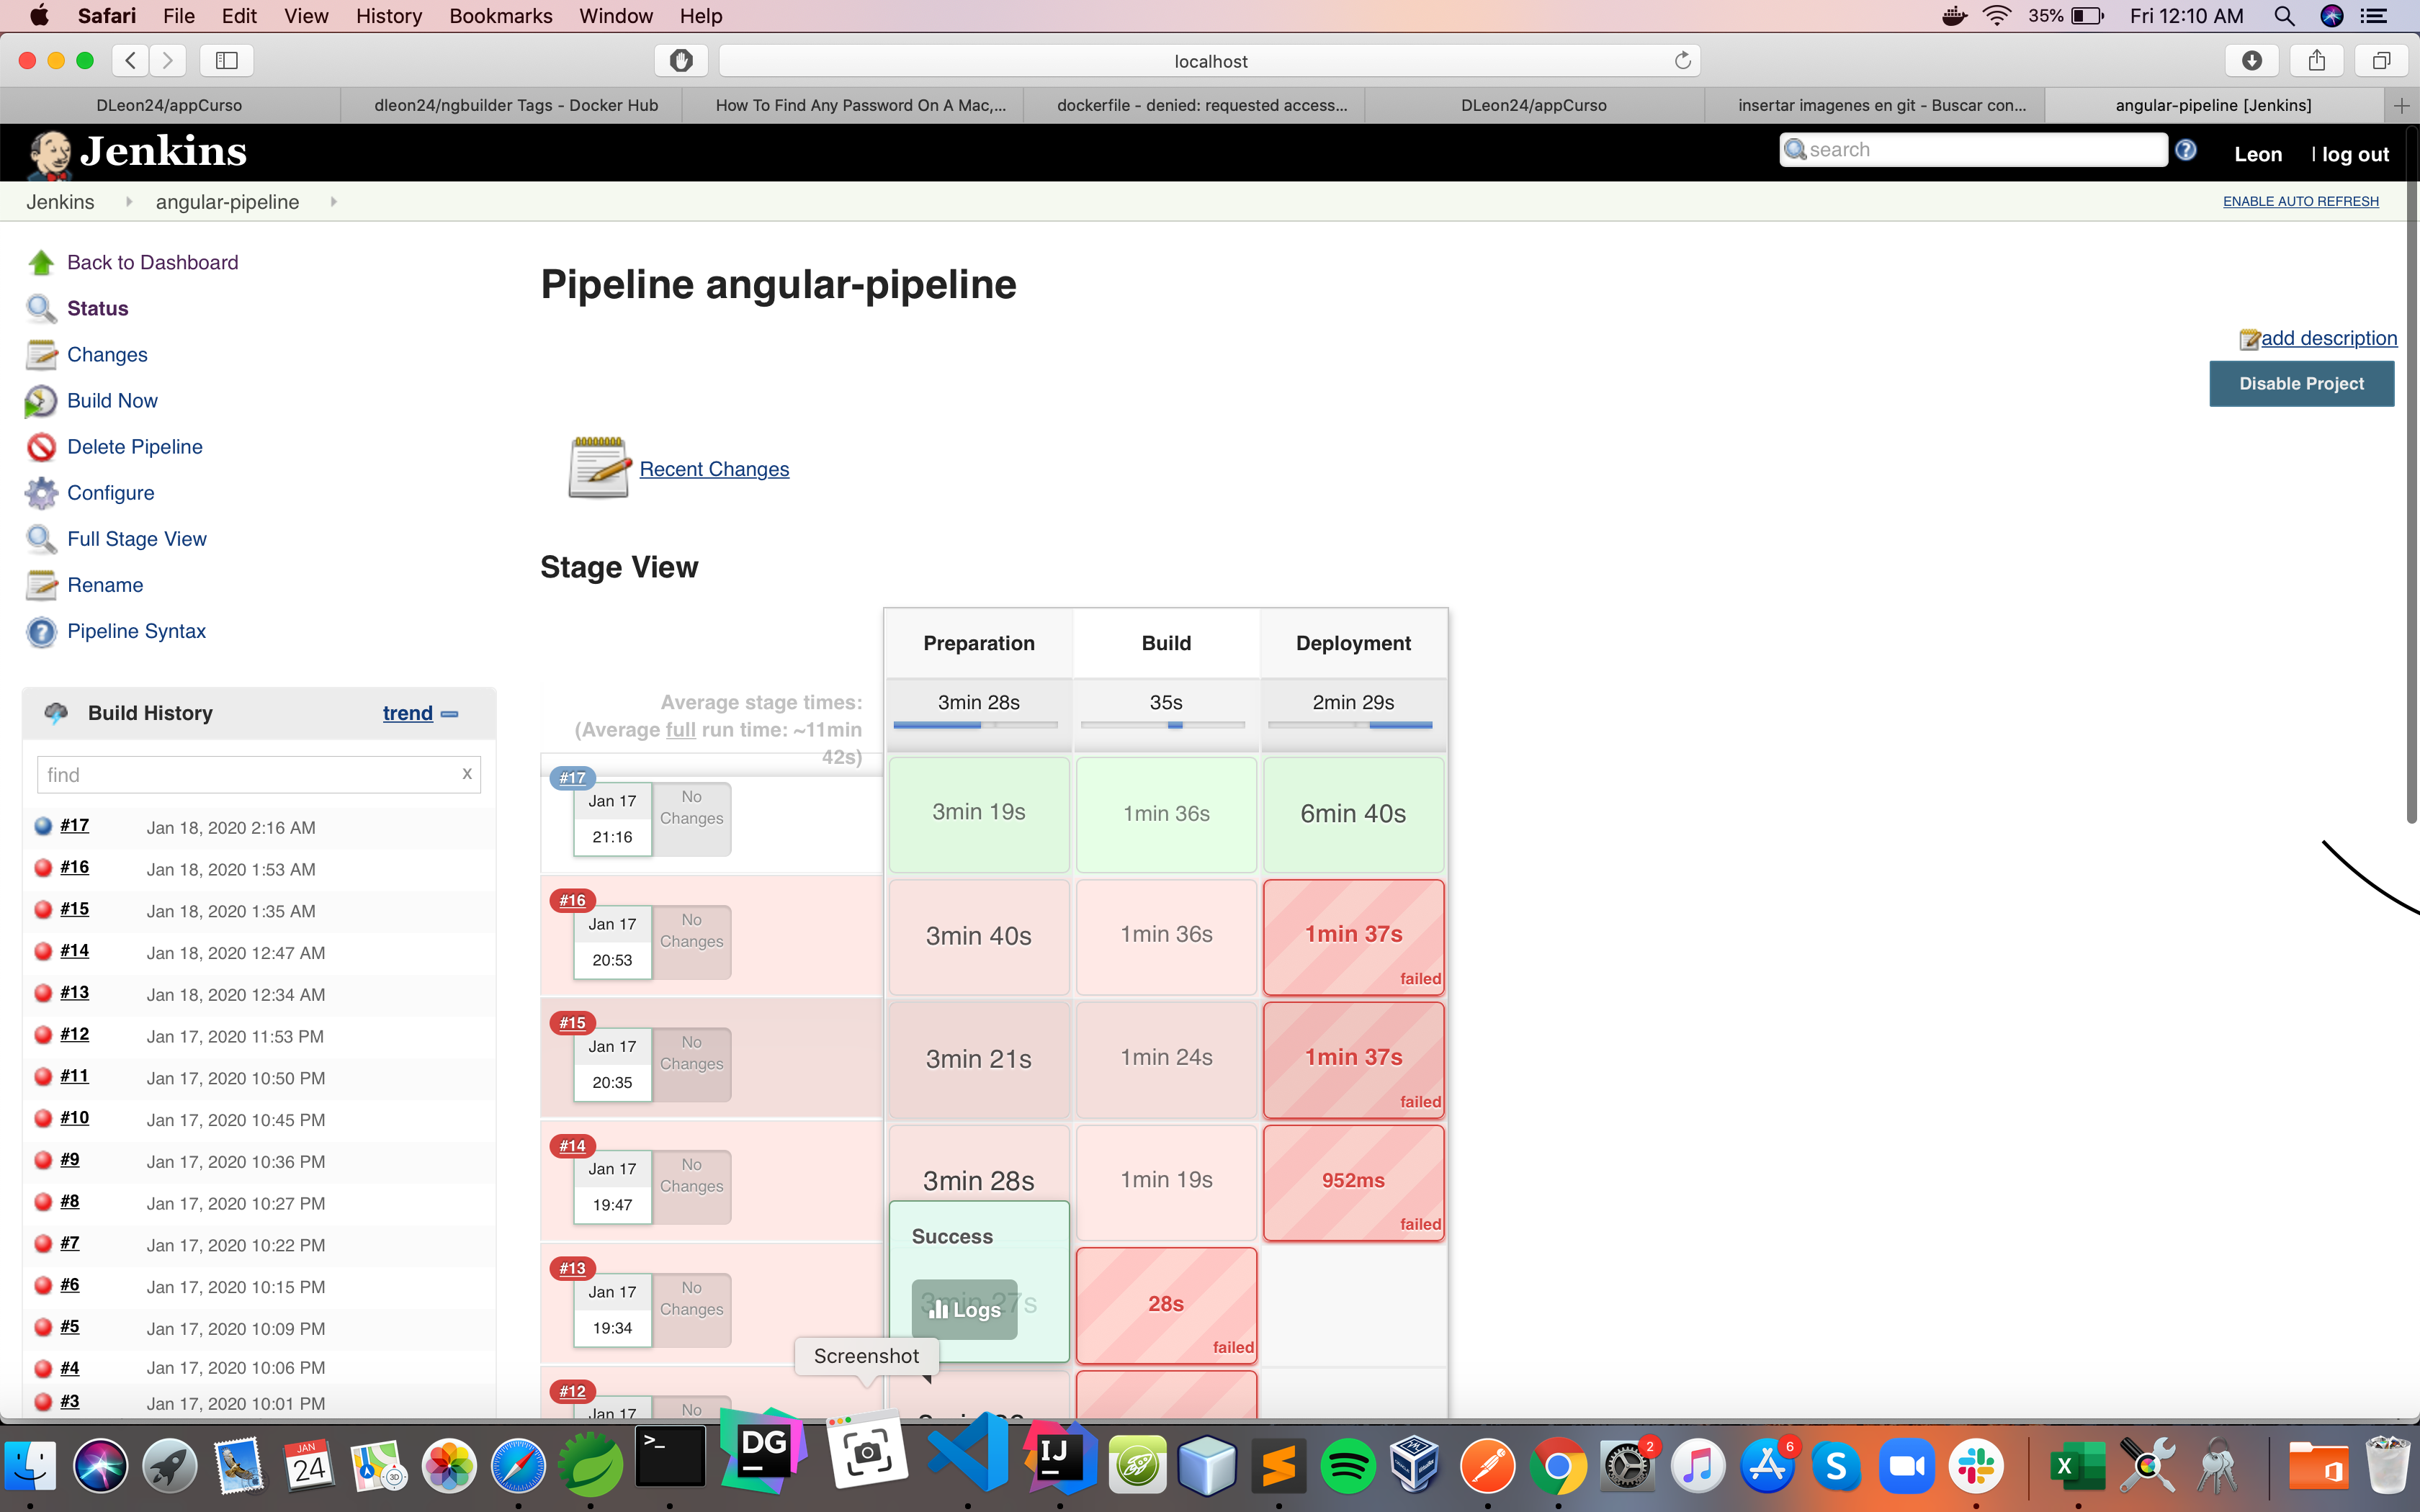 Safari File Edit View History Bookmarks Window Help
35% Fri 12:10 AM
localhost
DLeon24/appCurso
dleon24/ngbuilder Tags - Docker Hub
How To Find Any Password On A Mac,...
dockerfile - denied: requested access...
DLeon24/appCurso
insertar imagenes en git - Buscar con...
angular-pipeline [Jenkins]
Jenkins
search
Leon
| log out
Jenkins
angular-pipeline
ENABLE AUTO REFRESH
Back to Dashboard
Status
Changes
Build Now
Delete Pipeline
Configure
Full Stage View
Rename
Pipeline Syntax
Build History
trend
find
x
#17 Jan 18, 2020 2:16 AM
#16 Jan 18, 2020 1:53 AM
#15 Jan 18, 2020 1:35 AM
#14 Jan 18, 2020 12:47 AM
#13 Jan 18, 2020 12:34 AM
#12 Jan 17, 2020 11:53 PM
#11 Jan 17, 2020 10:50 PM
#10 Jan 17, 2020 10:45 PM
#9 Jan 17, 2020 10:36 PM
#8 Jan 17, 2020 10:27 PM
#7 Jan 17, 2020 10:22 PM
#6 Jan 17, 2020 10:15 PM
#5 Jan 17, 2020 10:09 PM
#4 Jan 17, 2020 10:06 PM
#3 Jan 17, 2020 10:01 PM
Pipeline angular-pipeline
add description
Disable Project
Recent Changes
Stage View
Preparation Build Deployment
Average stage times:
(Average full run time: ~11min
42s)
3min 28s 35s 2min 29s
#17
Jan 17
21:16
No
Changes
3min 19s 1min 36s 6min 40s
#16
Jan 17
20:53
No
Changes
3min 40s 1min 36s 1min 37s
failed
#15
Jan 17
20:35
No
Changes
3min 21s 1min 24s 1min 37s
failed
#14
Jan 17
19:47
No
Changes
3min 28s 1min 19s 952ms
failed
#13
Jan 17
19:34
No
Changes
Success
3min 27s
Logs
28s
failed
#12
Jan 17
No
Screenshot
JAN
24
3D
>_
DG
IJ
2
6
S
X